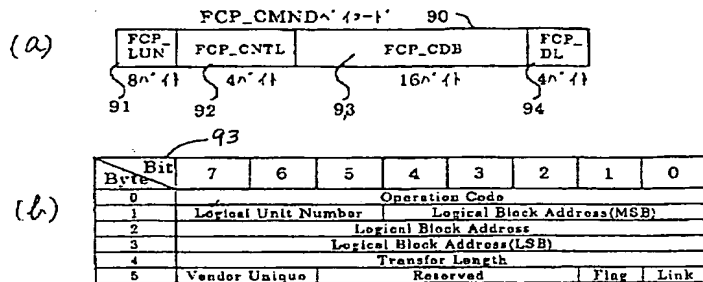 FCP_CMNDペイロード 90
(a)
FCP_LUN FCP_CNTL FCP_CDB FCP_DL
8バイト 4バイト 16バイト 4バイト
91 92 93 94
93
(b)
Byte Bit 7 6 5 4 3 2 1 0
0 Operation Code
1 Logical Unit Number Logical Block Address(MSB)
2 Logical Block Address
3 Logical Block Address(LSB)
4 Transfer Length
5 Vendor Unique Reserved Flag Link